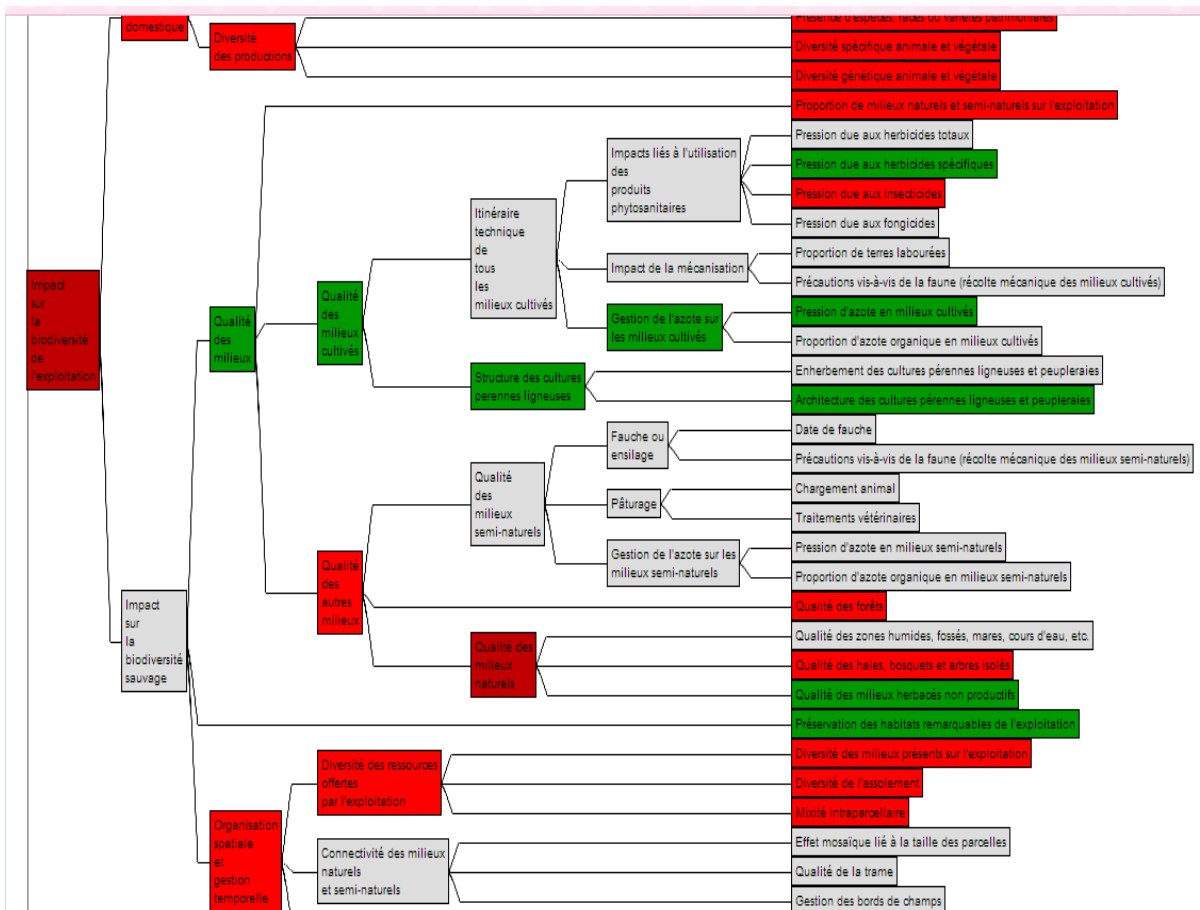 domestique
Diversité
des productions
Présence d'espèces, races ou variétés patrimoniales
Diversité spécifique animale et végétale
Diversité génétique animale et végétale
Proportion de milieux naturels et semi-naturels sur l'exploitation
Impacts liés à l'utilisation
des
produits
phytosanitaires
Pression due aux herbicides totaux
Pression due aux herbicides spécifiques
Pression due aux insecticides
Pression due aux fongicides
Itinéraire
technique
de
tous
les
milieux cultivés
Impact de la mécanisation
Proportion de terres labourées
Précautions vis-à-vis de la faune (récolte mécanique des milieux cultivés)
Impact
sur
la
biodiversité
de
l'exploitation
Qualité
des
milieux
Qualité
des
milieux
cultivés
Gestion de l'azote sur
les milieux cultivés
Pression d'azote en milieux cultivés
Proportion d'azote organique en milieux cultivés
Structure des cultures
perennes ligneuses
Enherbement des cultures pérennes ligneuses et peupleraies
Architecture des cultures pérennes ligneuses et peupleraies
Fauche ou
ensilage
Date de fauche
Précautions vis-à-vis de la faune (récolte mécanique des milieux semi-naturels)
Qualité
des
milieux
semi-naturels
Pâturage
Chargement animal
Traitements vétérinaires
Gestion de l'azote sur les
milieux semi-naturels
Pression d'azote en milieux semi-naturels
Proportion d'azote organique en milieux semi-naturels
Qualité
des
autres
milieux
Qualité des forêts
Impact
sur
la
biodiversité
sauvage
Qualité des
milieux
naturels
Qualité des zones humides, fossés, mares, cours d'eau, etc.
Qualité des haies, bosquets et arbres isolés
Qualité des milieux herbacés non productifs
Préservation des habitats remarquables de l'exploitation
Diversité des ressources
offertes
par l'exploitation
Diversité des milieux présents sur l'exploitation
Diversité de l'assolement
Mixité intraparcellaire
Organisation
spatiale
et
gestion
temporelle
Connectivité des milieux
naturels
et semi-naturels
Effet mosaïque lié à la taille des parcelles
Qualité de la trame
Gestion des bords de champs